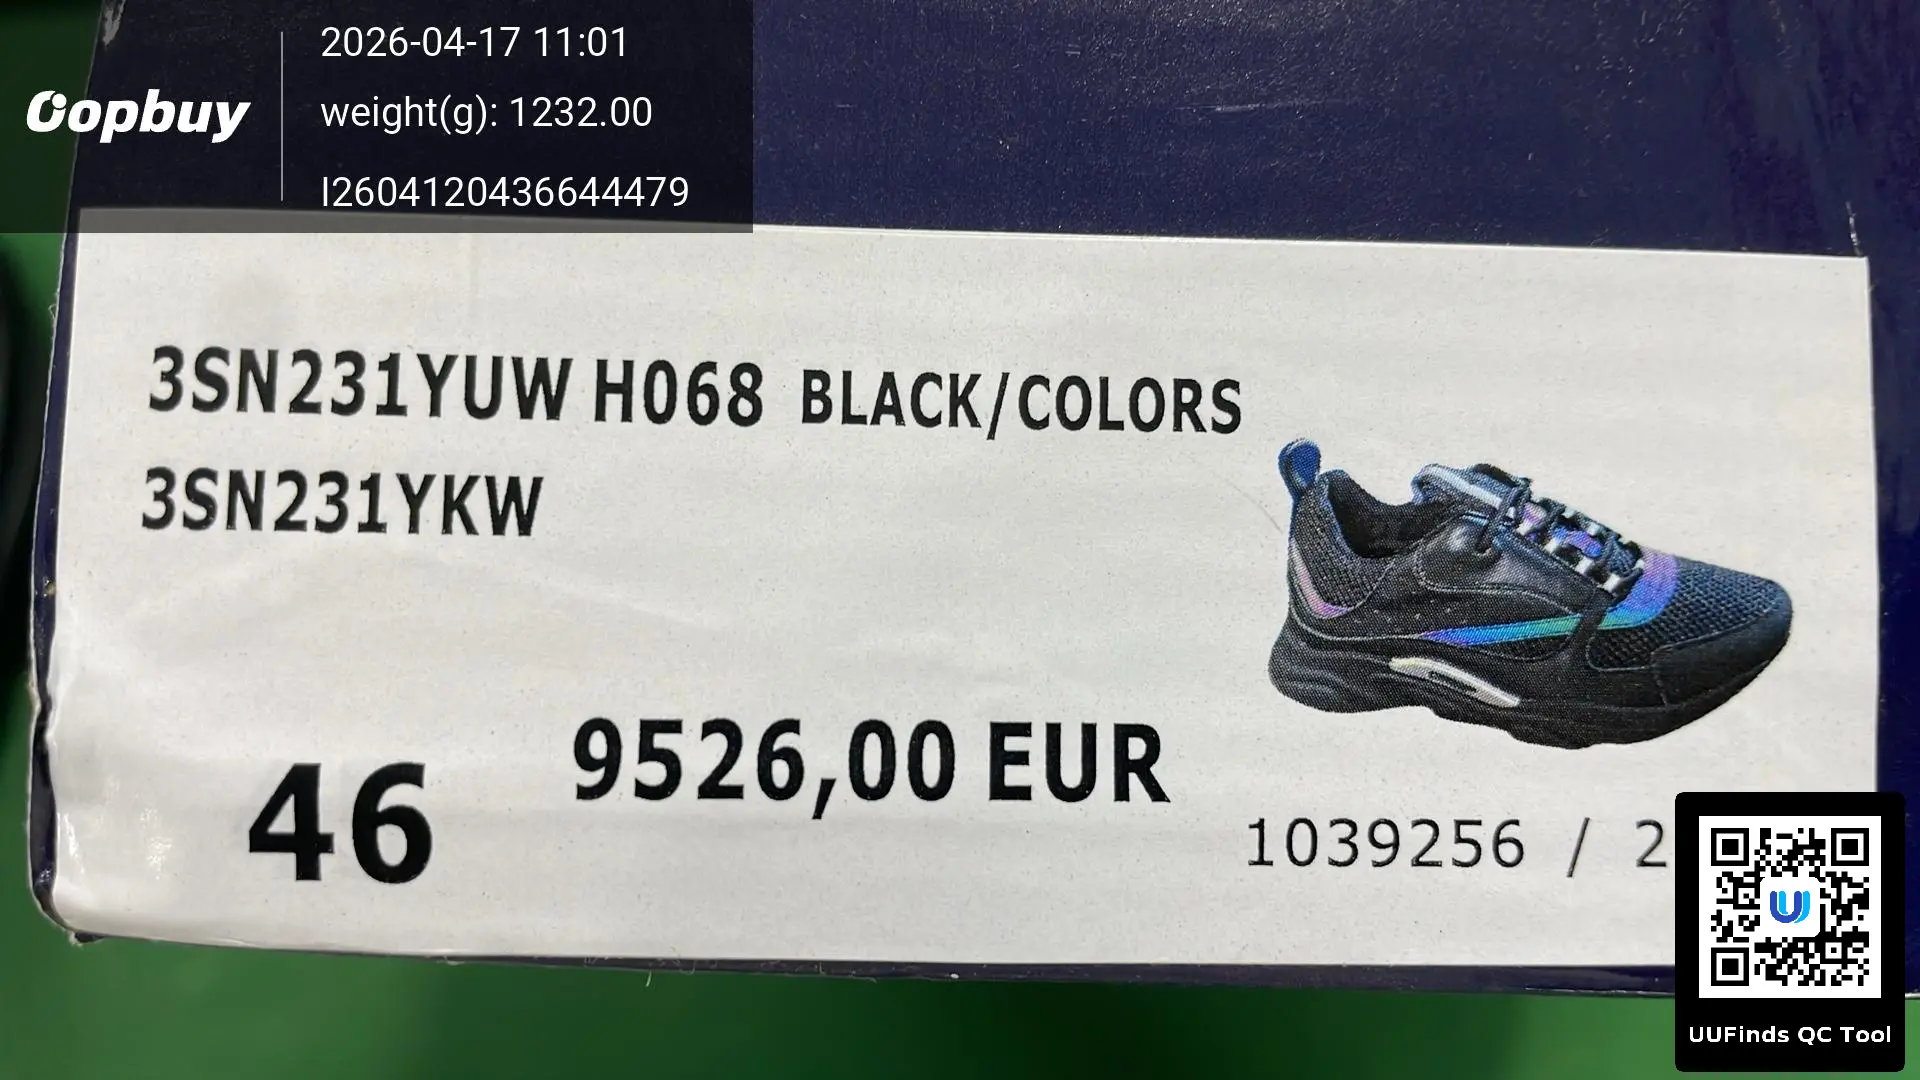 Oopbuy
2026-04-17 11:01
weight(g): 1232.00
I2604120436644479
3SN231YUW H068 BLACK/COLORS
3SN231YKW
46
9526,00 EUR
1039256 / 2
UUFinds QC Tool